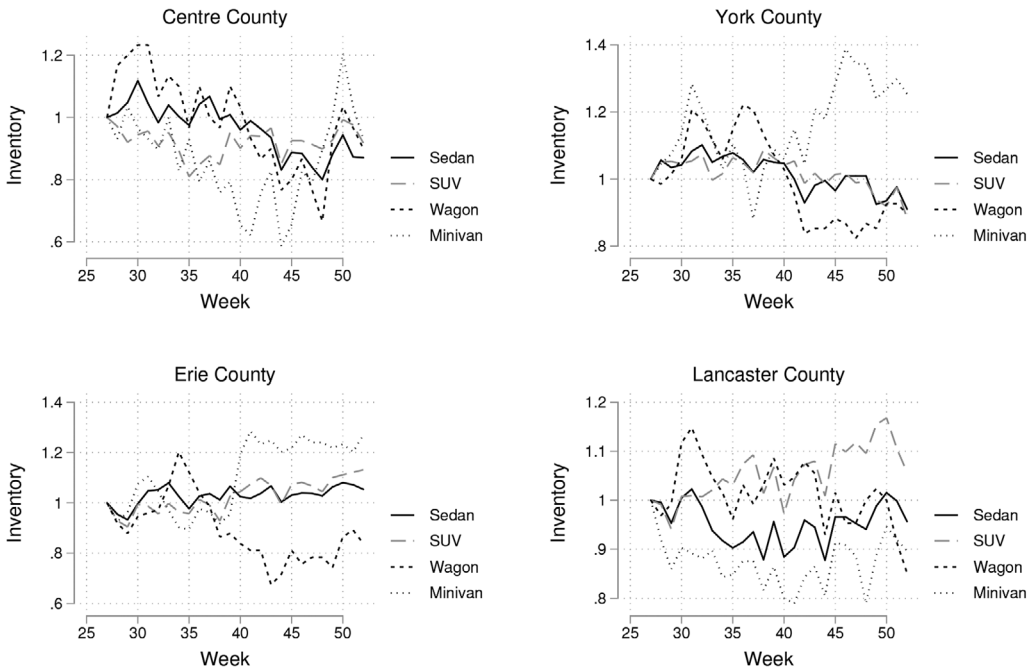 Centre County
Inventory
1.2
1
.8
.6
25 30 35 40 45 50
Week
Sedan
SUV
Wagon
Minivan
York County
Inventory
1.4
1.2
1
.8
25 30 35 40 45 50
Week
Sedan
SUV
Wagon
Minivan
Erie County
Inventory
1.4
1.2
1
.8
.6
25 30 35 40 45 50
Week
Sedan
SUV
Wagon
Minivan
Lancaster County
Inventory
1.2
1.1
1
.9
.8
25 30 35 40 45 50
Week
Sedan
SUV
Wagon
Minivan